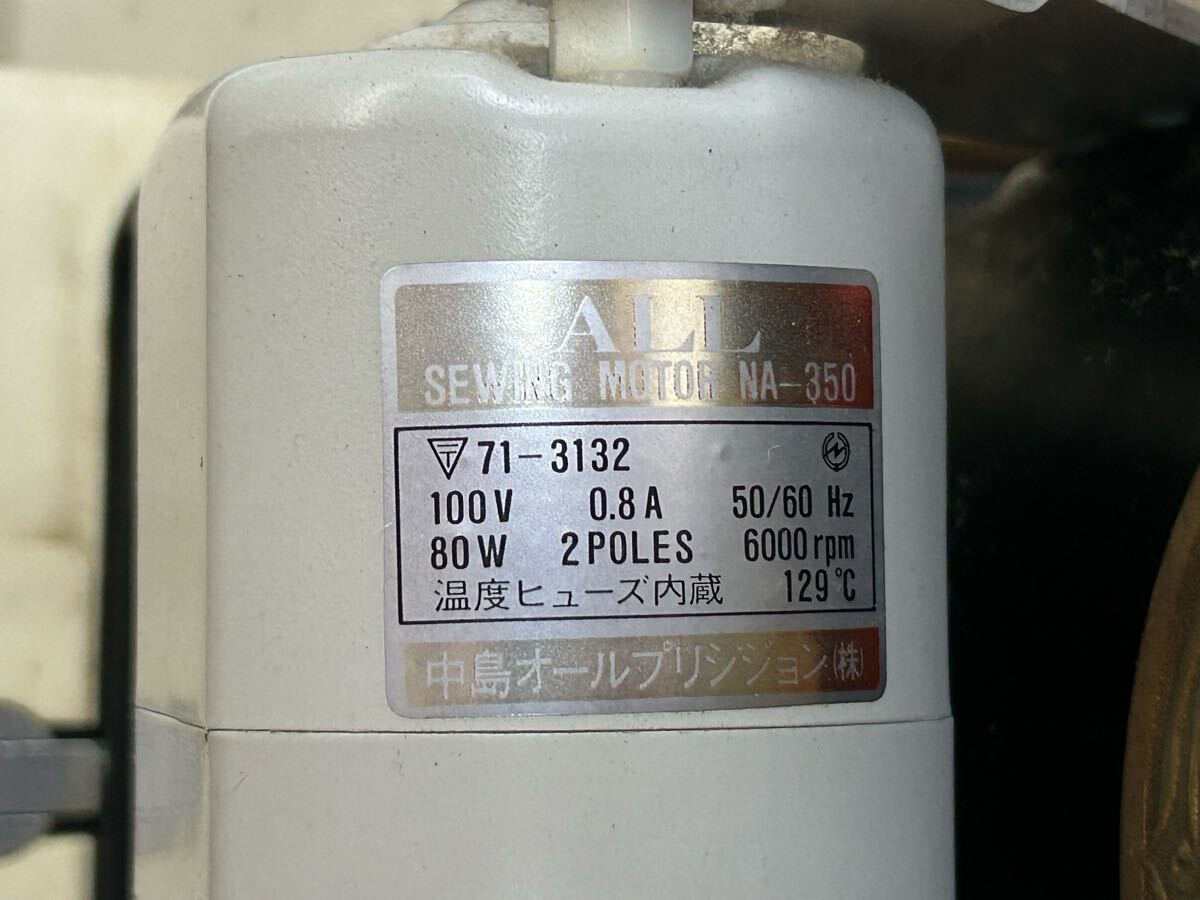 ALL
SEWING MOTOR NA-350
71-3132
100V 0.8A 50/60 Hz
80W 2POLES 6000rpm
温度ヒューズ内蔵 129℃
中島オールプリシジョン㈱